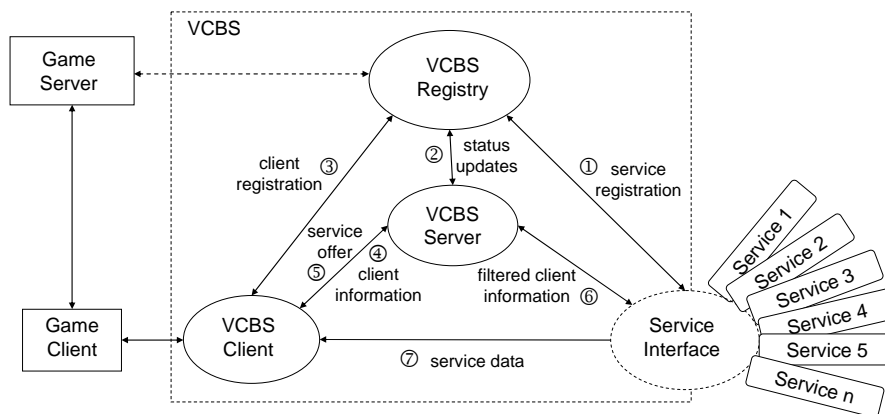 VCBS
Game
Server
VCBS
Registry
client
registration
③
②
status
updates
①
service
registration
VCBS
Server
service
offer
⑤
④
client
information
filtered client
information
⑥
Game
Client
VCBS
Client
⑦ service data
Service
Interface
Service 1
Service 2
Service 3
Service 4
Service 5
Service n